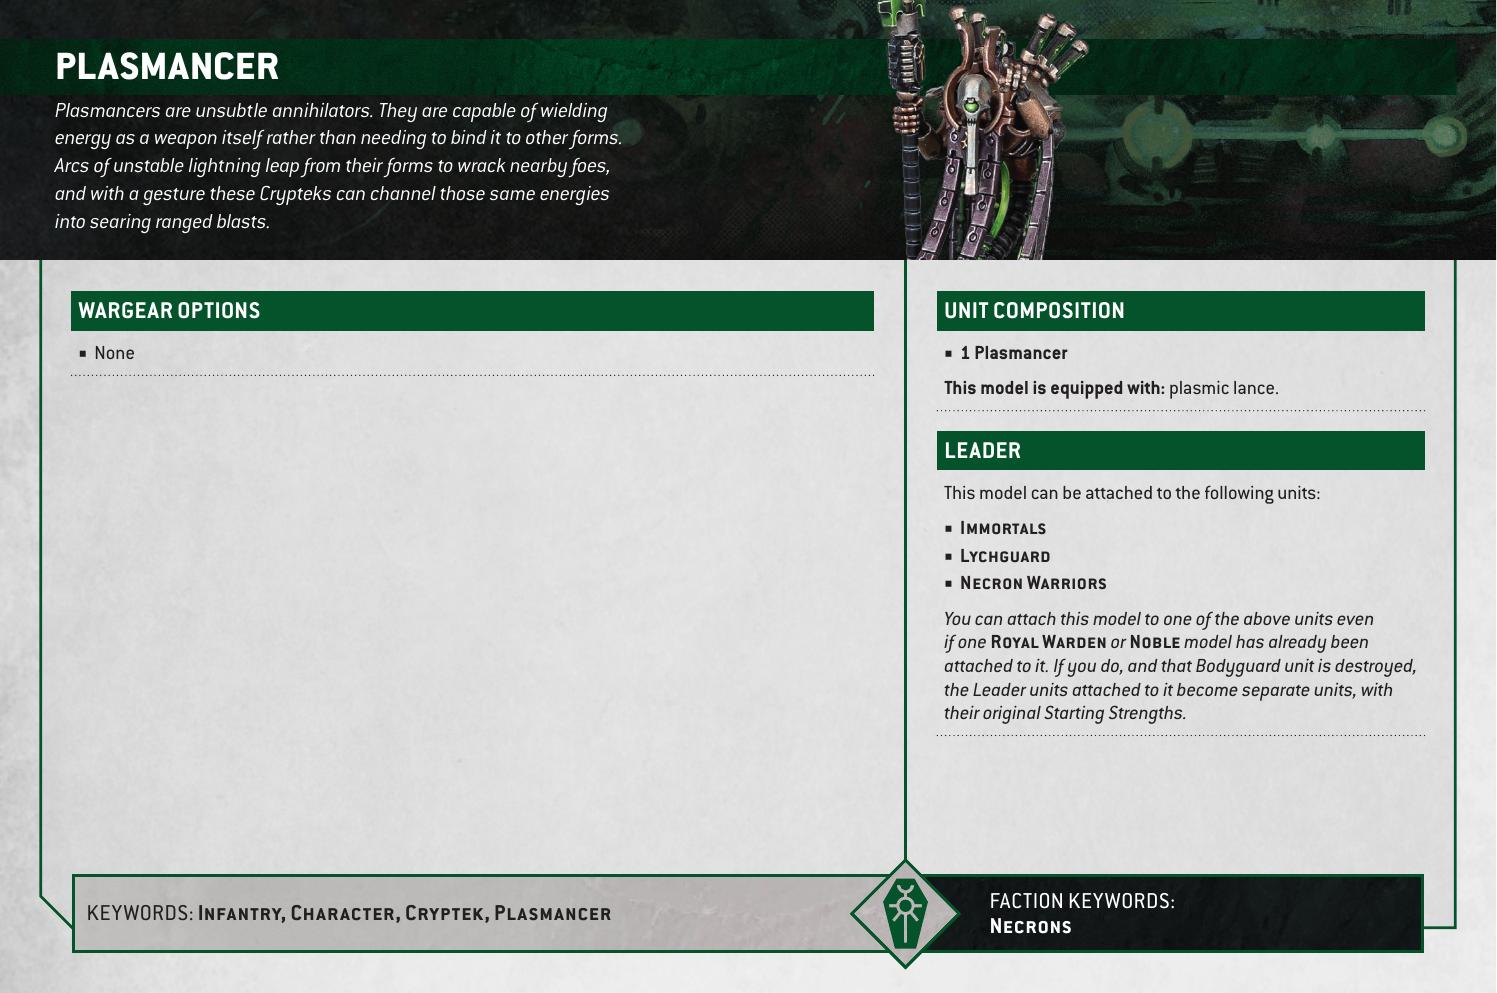 PLASMANCER
Plasmancers are unsubtle annihilators. They are capable of wielding
energy as a weapon itself rather than needing to bind it to other forms.
Arcs of unstable lightning leap from their forms to wrack nearby foes,
and with a gesture these Crypteks can channel those same energies
into searing ranged blasts.
WARGEAR OPTIONS
▪ None
UNIT COMPOSITION
▪ 1 Plasmancer
This model is equipped with: plasmic lance.
LEADER
This model can be attached to the following units:
▪ Immortals
▪ Lychguard
▪ Necron Warriors
You can attach this model to one of the above units even
if one Royal Warden or Noble model has already been
attached to it. If you do, and that Bodyguard unit is destroyed,
the Leader units attached to it become separate units, with
their original Starting Strengths.
KEYWORDS: Infantry, Character, Cryptek, Plasmancer
FACTION KEYWORDS:
Necrons